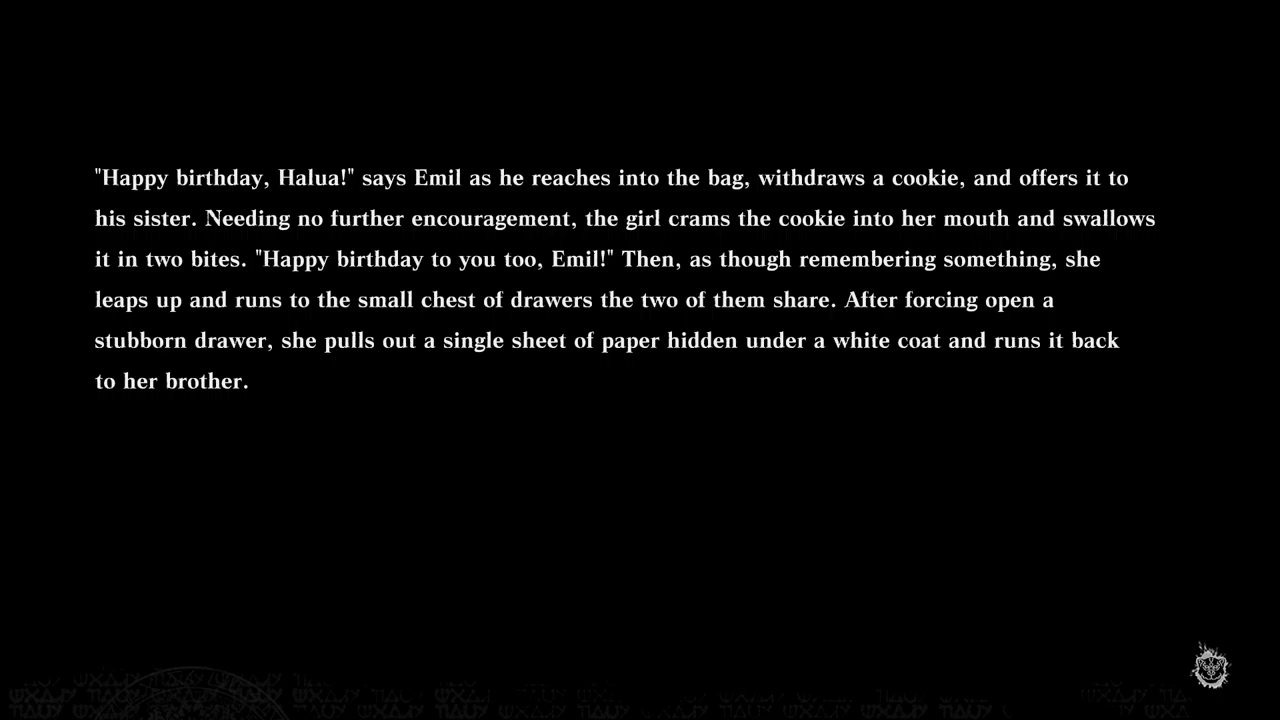 "Happy birthday, Halua!" says Emil as he reaches into the bag, withdraws a cookie, and offers it to
his sister. Needing no further encouragement, the girl crams the cookie into her mouth and swallows
it in two bites. "Happy birthday to you too, Emil!" Then, as though remembering something, she
leaps up and runs to the small chest of drawers the two of them share. After forcing open a
stubborn drawer, she pulls out a single sheet of paper hidden under a white coat and runs it back
to her brother.